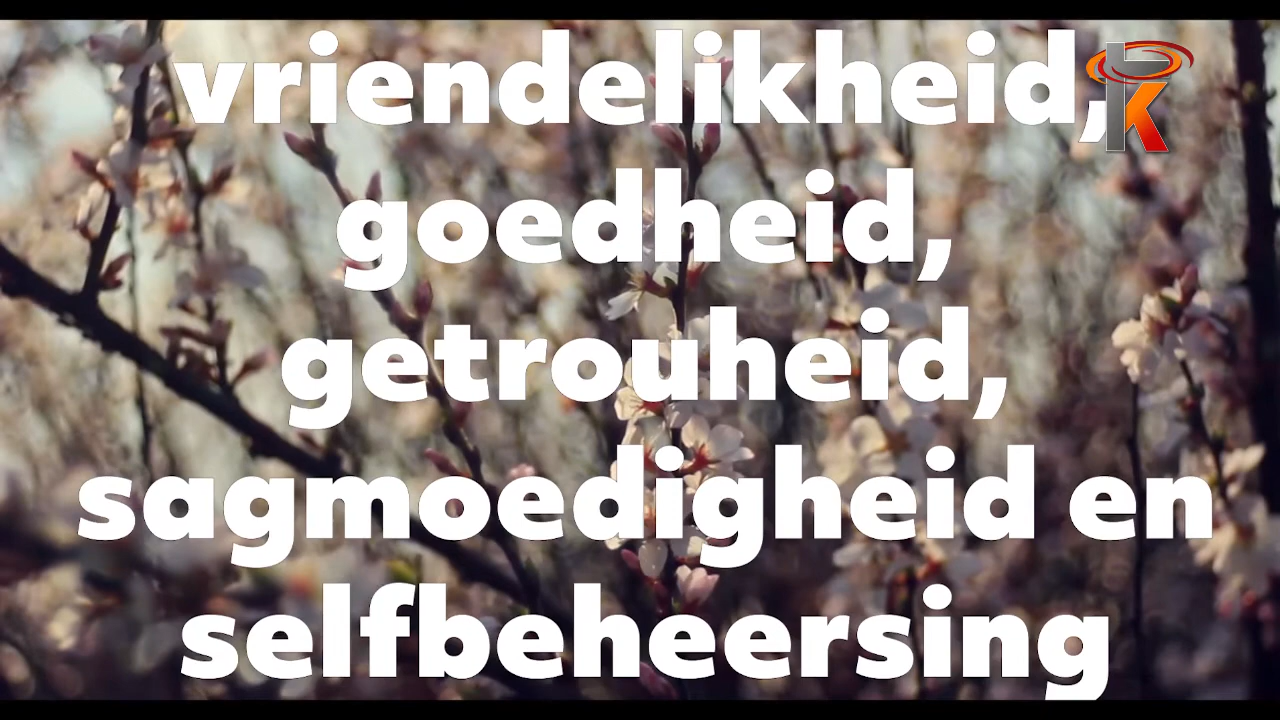 vriendelikheid,
goedheid,
getrouheid,
sagmoedigheid en
selfbeheersing